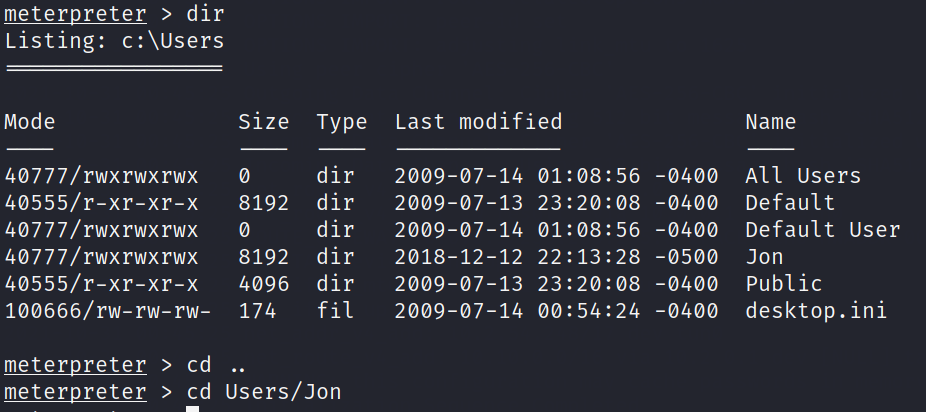 meterpreter > dir
Listing: c:\Users
=================
Mode Size Type Last modified Name
---- ---- ---- ------------- ----
40777/rwxrwxrwx 0 dir 2009-07-14 01:08:56 -0400 All Users
40555/r-xr-xr-x 8192 dir 2009-07-13 23:20:08 -0400 Default
40777/rwxrwxrwx 0 dir 2009-07-14 01:08:56 -0400 Default User
40777/rwxrwxrwx 8192 dir 2018-12-12 22:13:28 -0500 Jon
40555/r-xr-xr-x 4096 dir 2009-07-13 23:20:08 -0400 Public
100666/rw-rw-rw- 174 fil 2009-07-14 00:54:24 -0400 desktop.ini
meterpreter > cd ..
meterpreter > cd Users/Jon